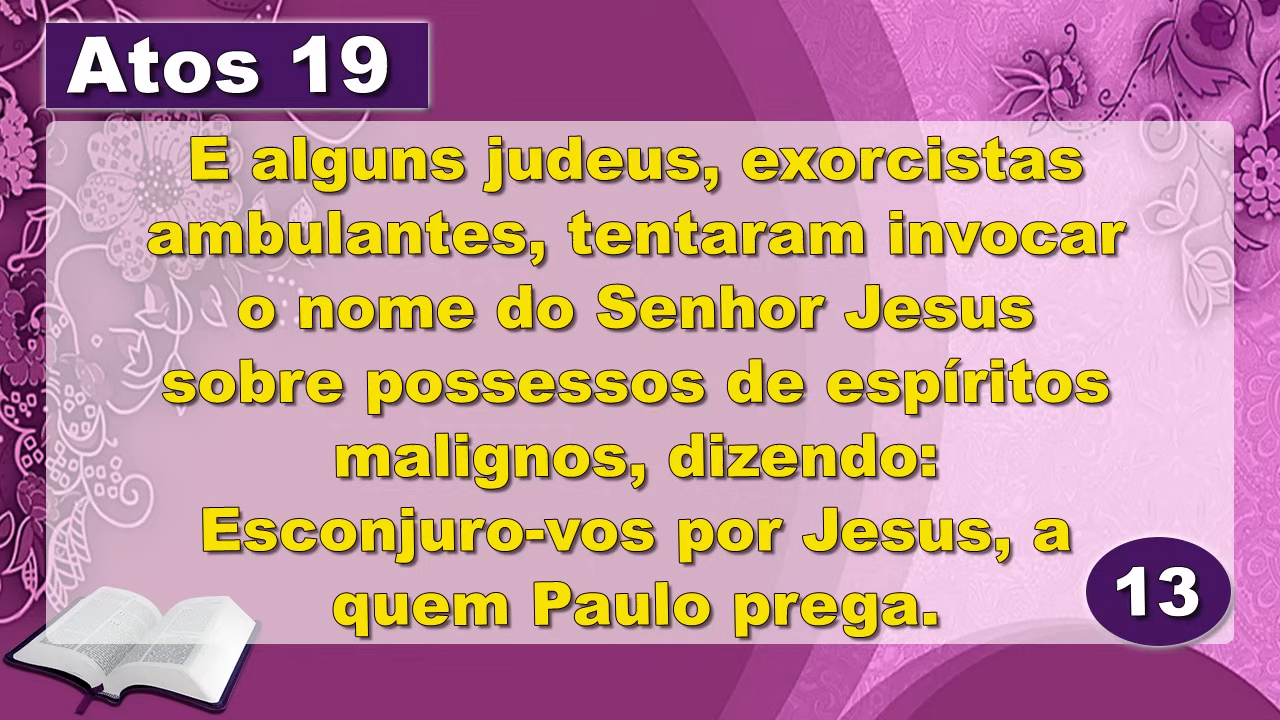 Atos 19
E alguns judeus, exorcistas
ambulantes, tentaram invocar
o nome do Senhor Jesus
sobre possessos de espíritos
malignos, dizendo:
Esconjuro-vos por Jesus, a
quem Paulo prega.
13